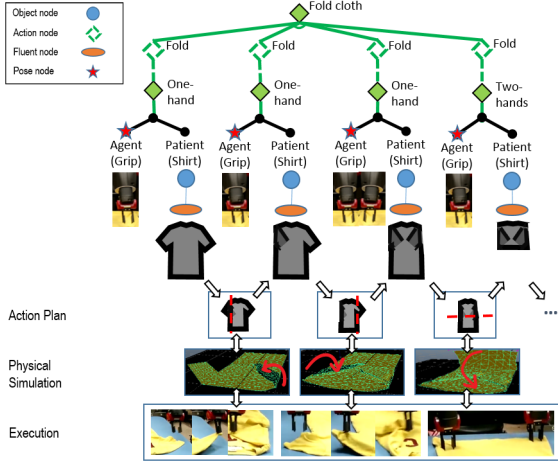 Object node
Action node
Fluent node
Pose node
Fold cloth
Fold
Fold
Fold
Fold
One-
hand
One-
hand
One-
hand
Two-
hands
Agent
(Grip)
Patient
(Shirt)
Agent
(Grip)
Patient
(Shirt)
Agent
(Grip)
Patient
(Shirt)
Agent
(Grip)
Patient
(Shirt)
Action Plan
...
Physical
Simulation
Execution